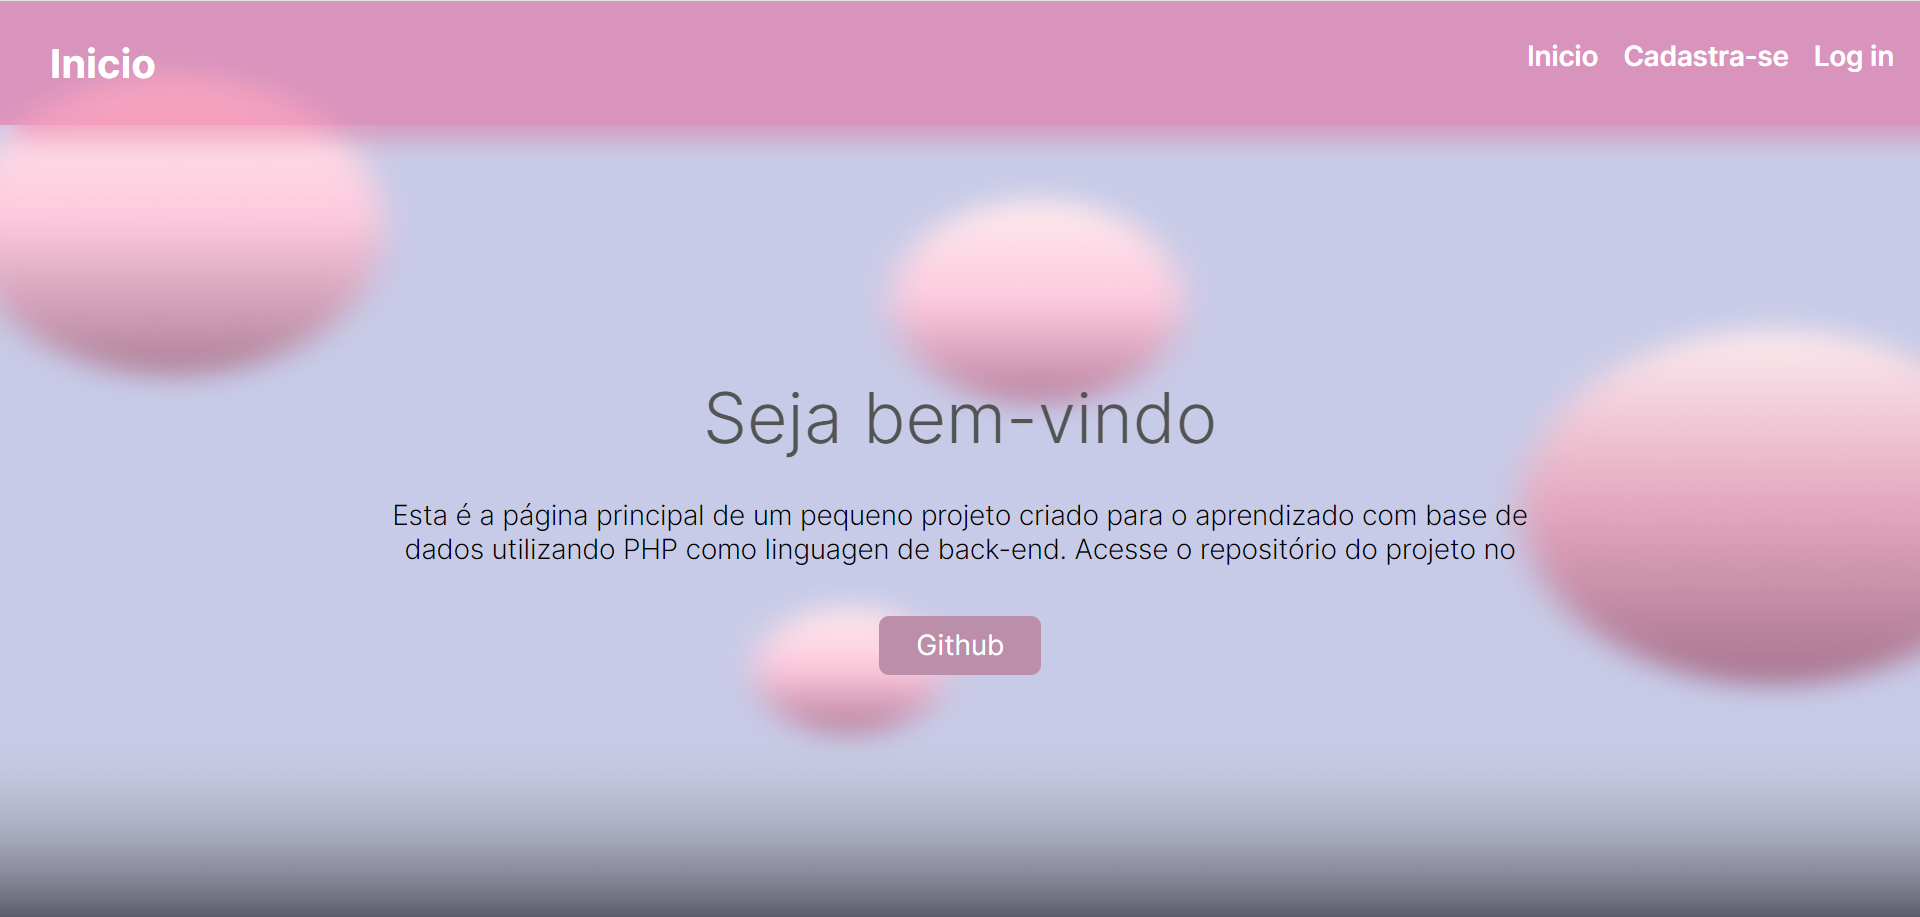 Inicio
Inicio Cadastra-se Log in
Seja bem-vindo
Esta é a página principal de um pequeno projeto criado para o aprendizado com base de
dados utilizando PHP como linguagen de back-end. Acesse o repositório do projeto no
Github